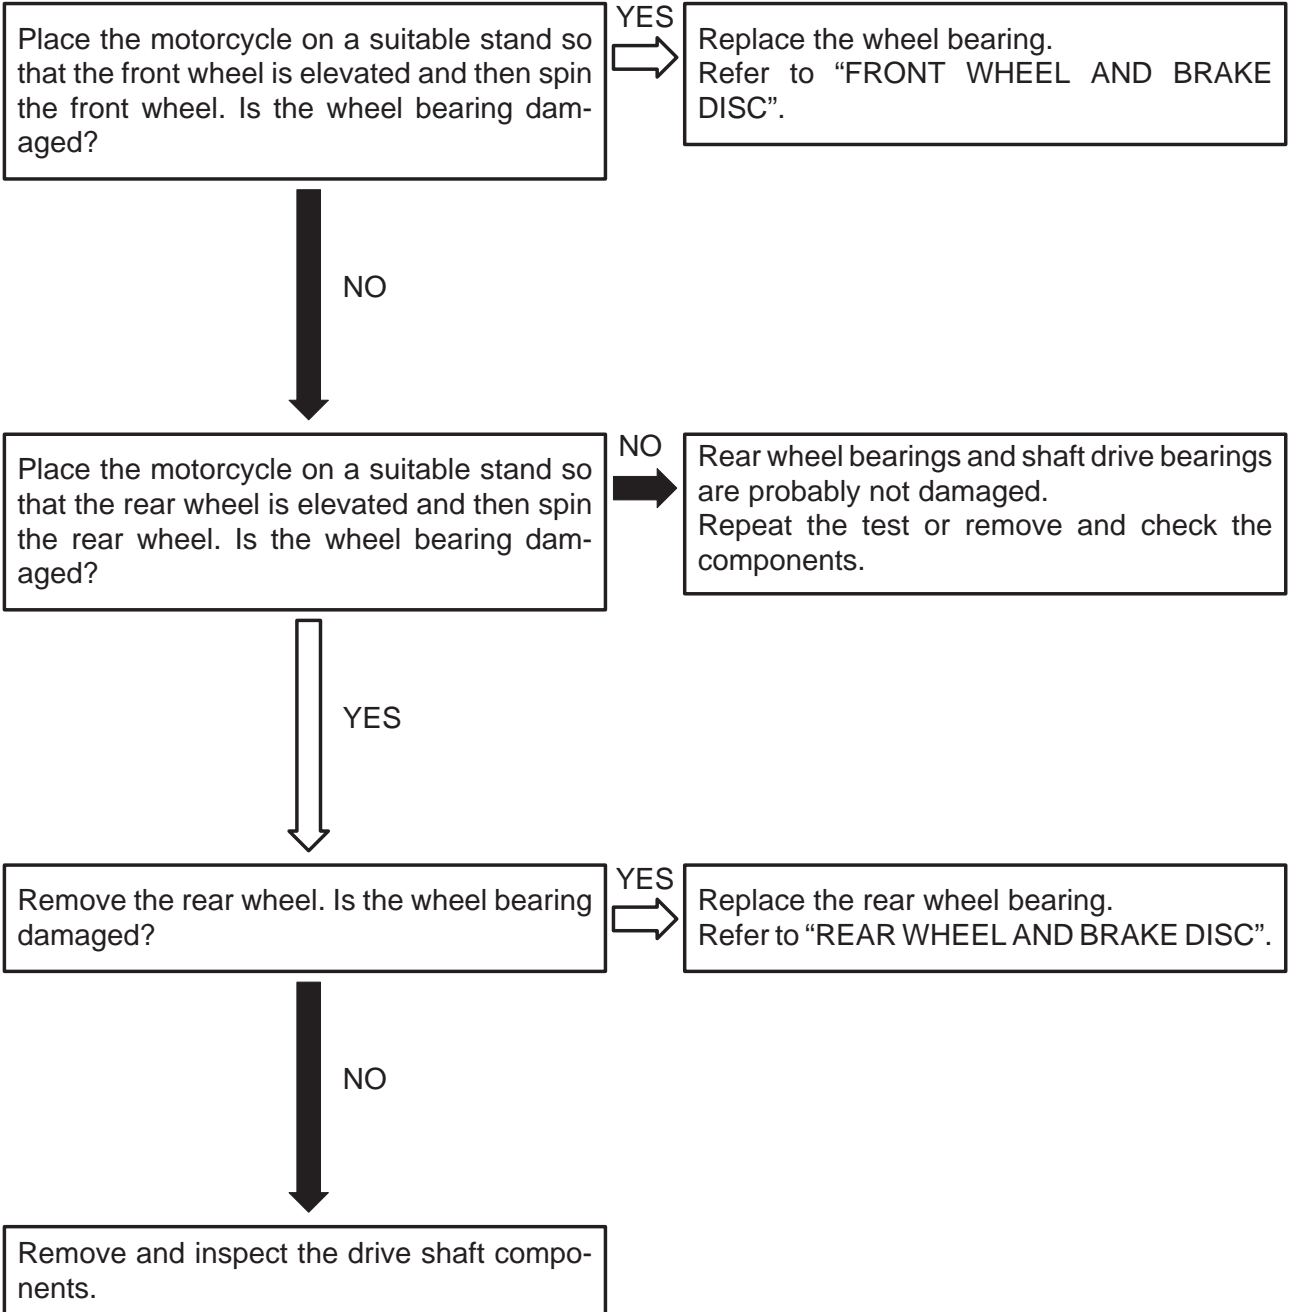 Place the motorcycle on a suitable stand so
that the front wheel is elevated and then spin
the front wheel. Is the wheel bearing dam-
aged?
YES
Replace the wheel bearing.
Refer to “FRONT WHEEL AND BRAKE
DISC”.
NO
Place the motorcycle on a suitable stand so
that the rear wheel is elevated and then spin
the rear wheel. Is the wheel bearing dam-
aged?
NO
Rear wheel bearings and shaft drive bearings
are probably not damaged.
Repeat the test or remove and check the
components.
YES
Remove the rear wheel. Is the wheel bearing
damaged?
YES
Replace the rear wheel bearing.
Refer to “REAR WHEEL AND BRAKE DISC”.
NO
Remove and inspect the drive shaft compo-
nents.